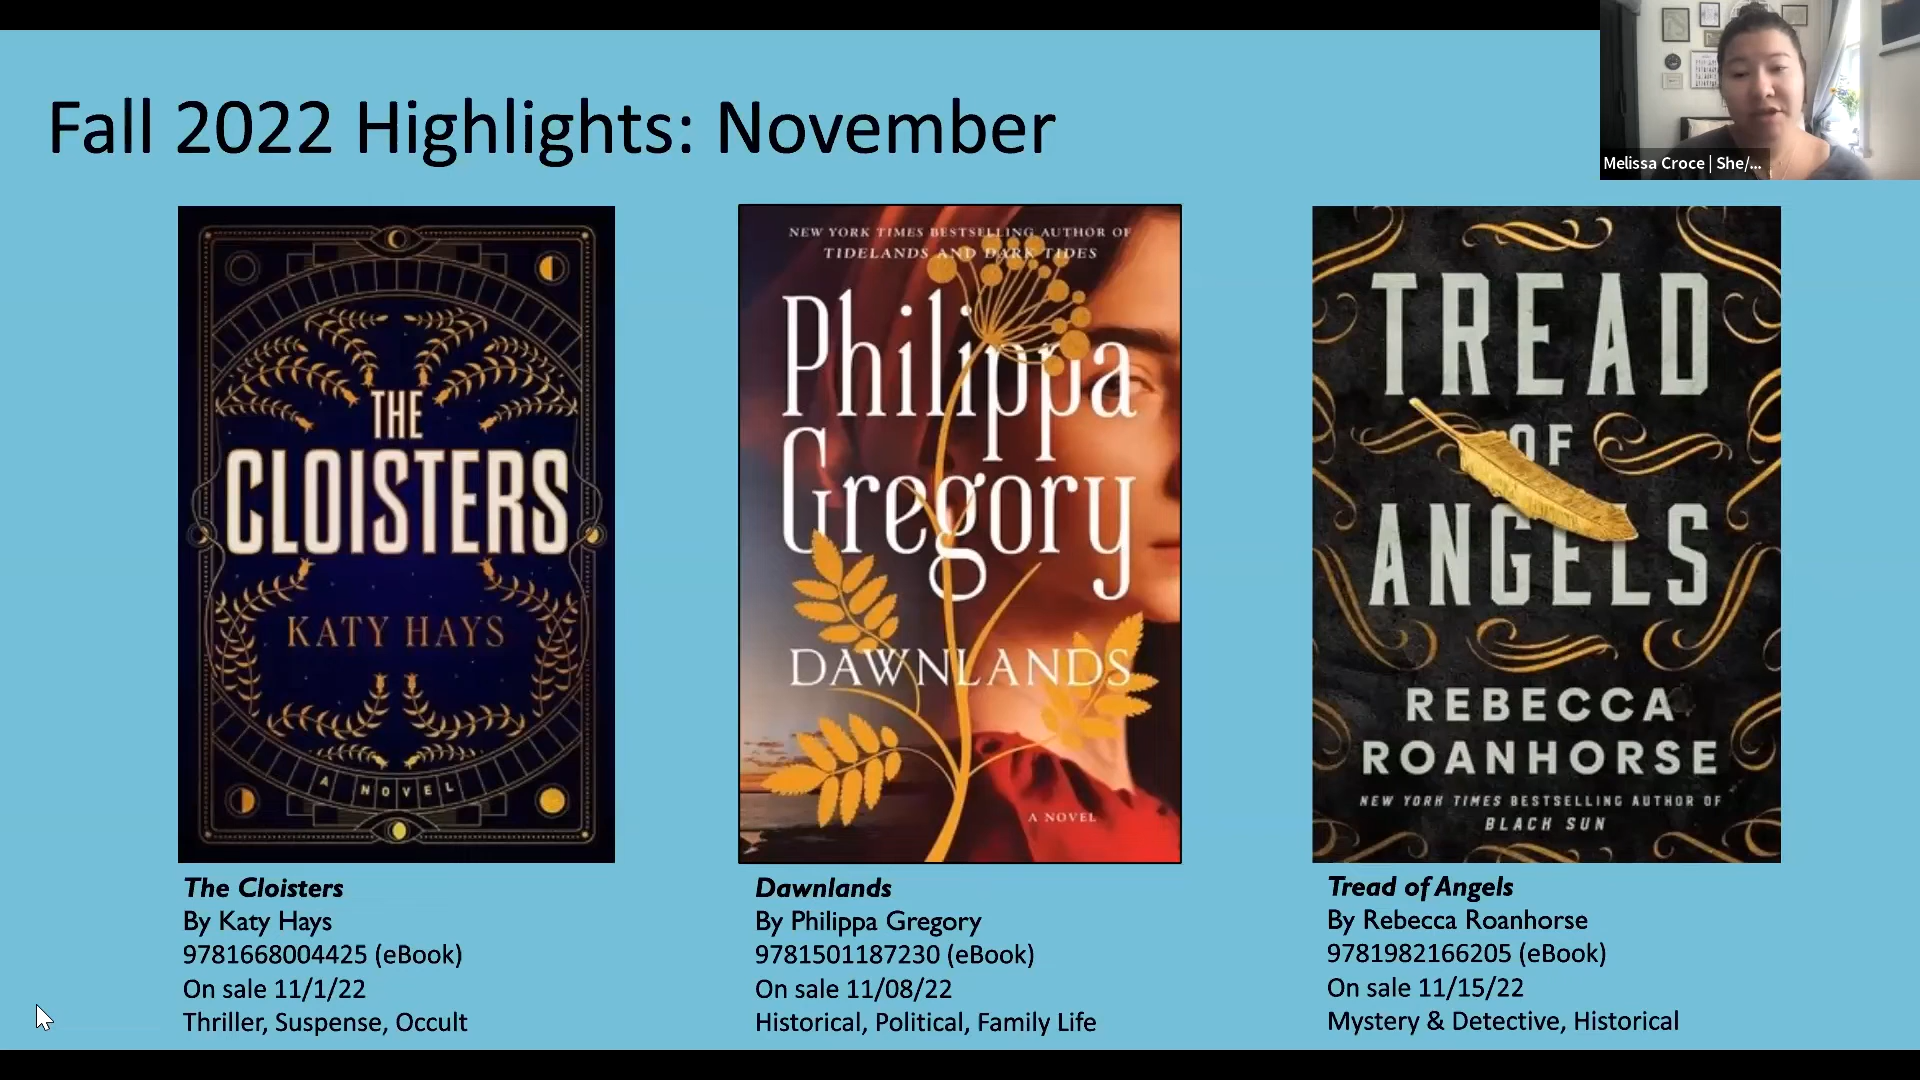 Fall 2022 Highlights: November
Melissa Croce | She/...
THE
CLOISTERS
KATY HAYS
A NOVEL
NEW YORK TIMES BESTSELLING AUTHOR OF
TIDELANDS AND DARK TIDES
Philippa
Gregory
DAWNLANDS
A NOVEL
TREAD
OF
ANGELS
REBECCA
ROANHORSE
NEW YORK TIMES BESTSELLING AUTHOR OF
BLACK SUN
The Cloisters
By Katy Hays
9781668004425 (eBook)
On sale 11/1/22
Thriller, Suspense, Occult
Dawnlands
By Philippa Gregory
9781501187230 (eBook)
On sale 11/08/22
Historical, Political, Family Life
Tread of Angels
By Rebecca Roanhorse
9781982166205 (eBook)
On sale 11/15/22
Mystery & Detective, Historical